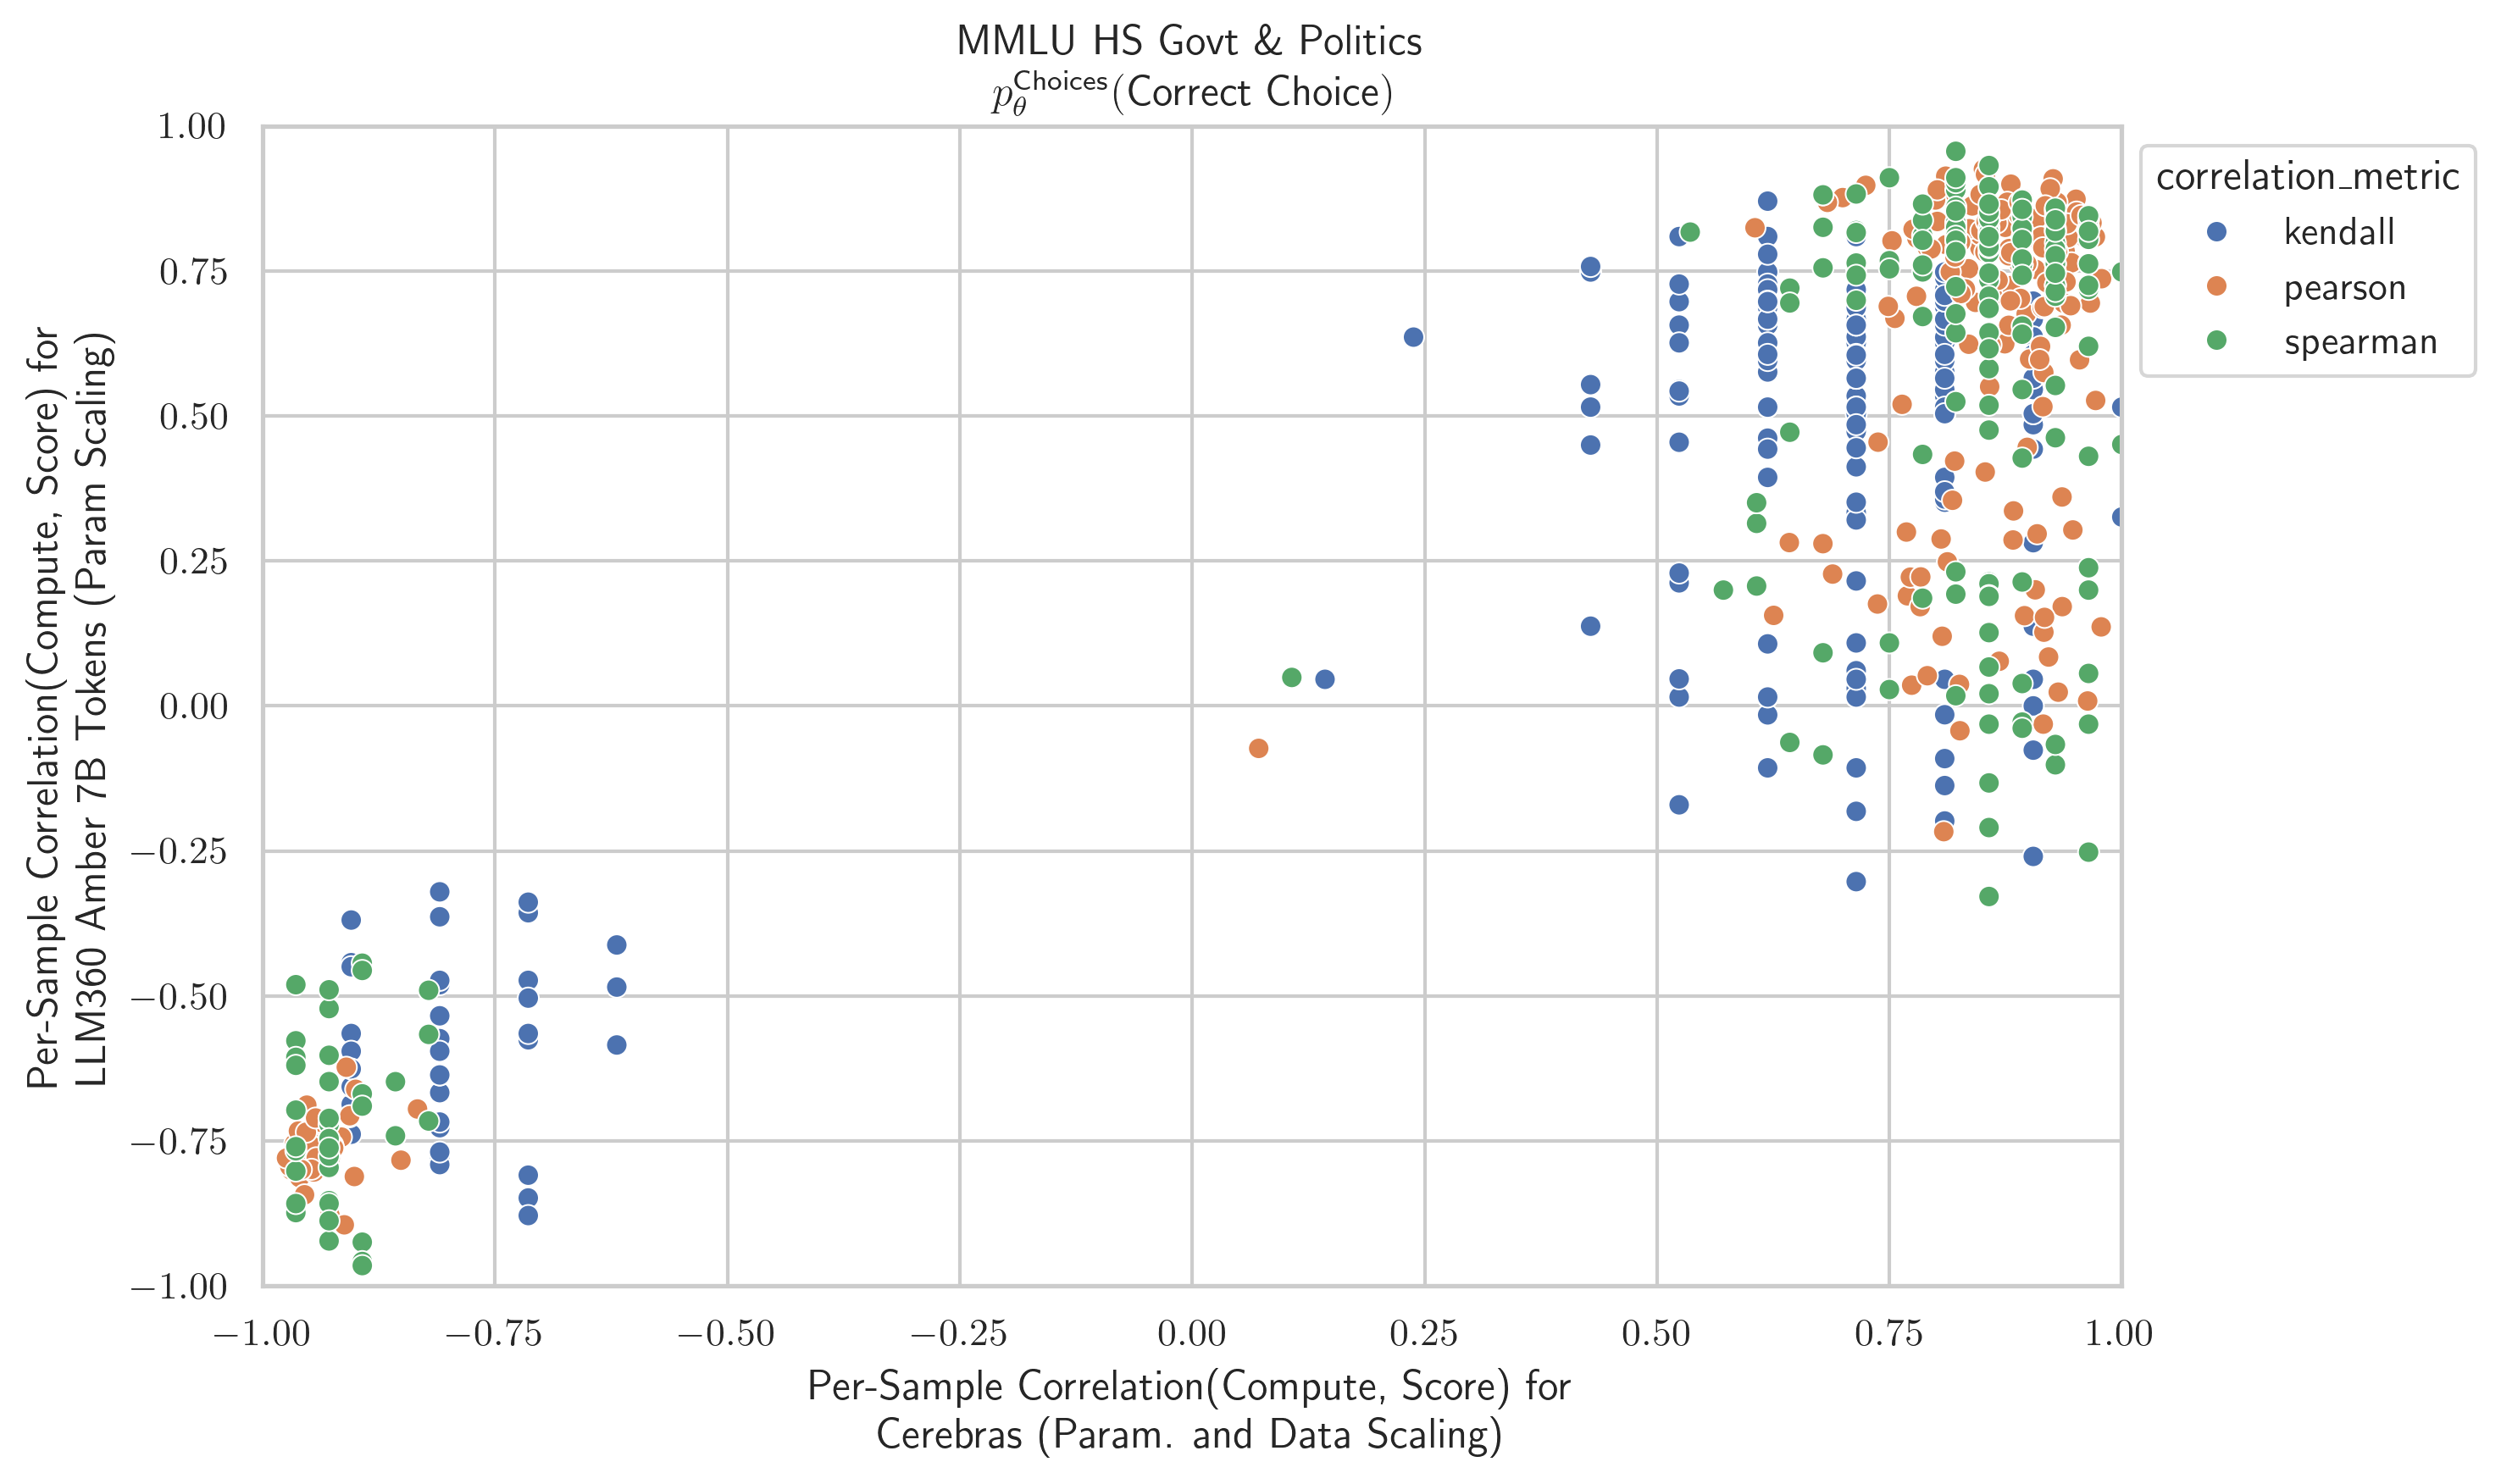 MMLU HS Govt & Politics
p_θ^Choices(Correct Choice)
Per-Sample Correlation(Compute, Score) for
LLM360 Amber 7B Tokens (Param Scaling)
1.00
0.75
0.50
0.25
0.00
−0.25
−0.50
−0.75
−1.00
−1.00 −0.75 −0.50 −0.25 0.00 0.25 0.50 0.75 1.00
Per-Sample Correlation(Compute, Score) for
Cerebras (Param. and Data Scaling)
correlation_metric
kendall
pearson
spearman